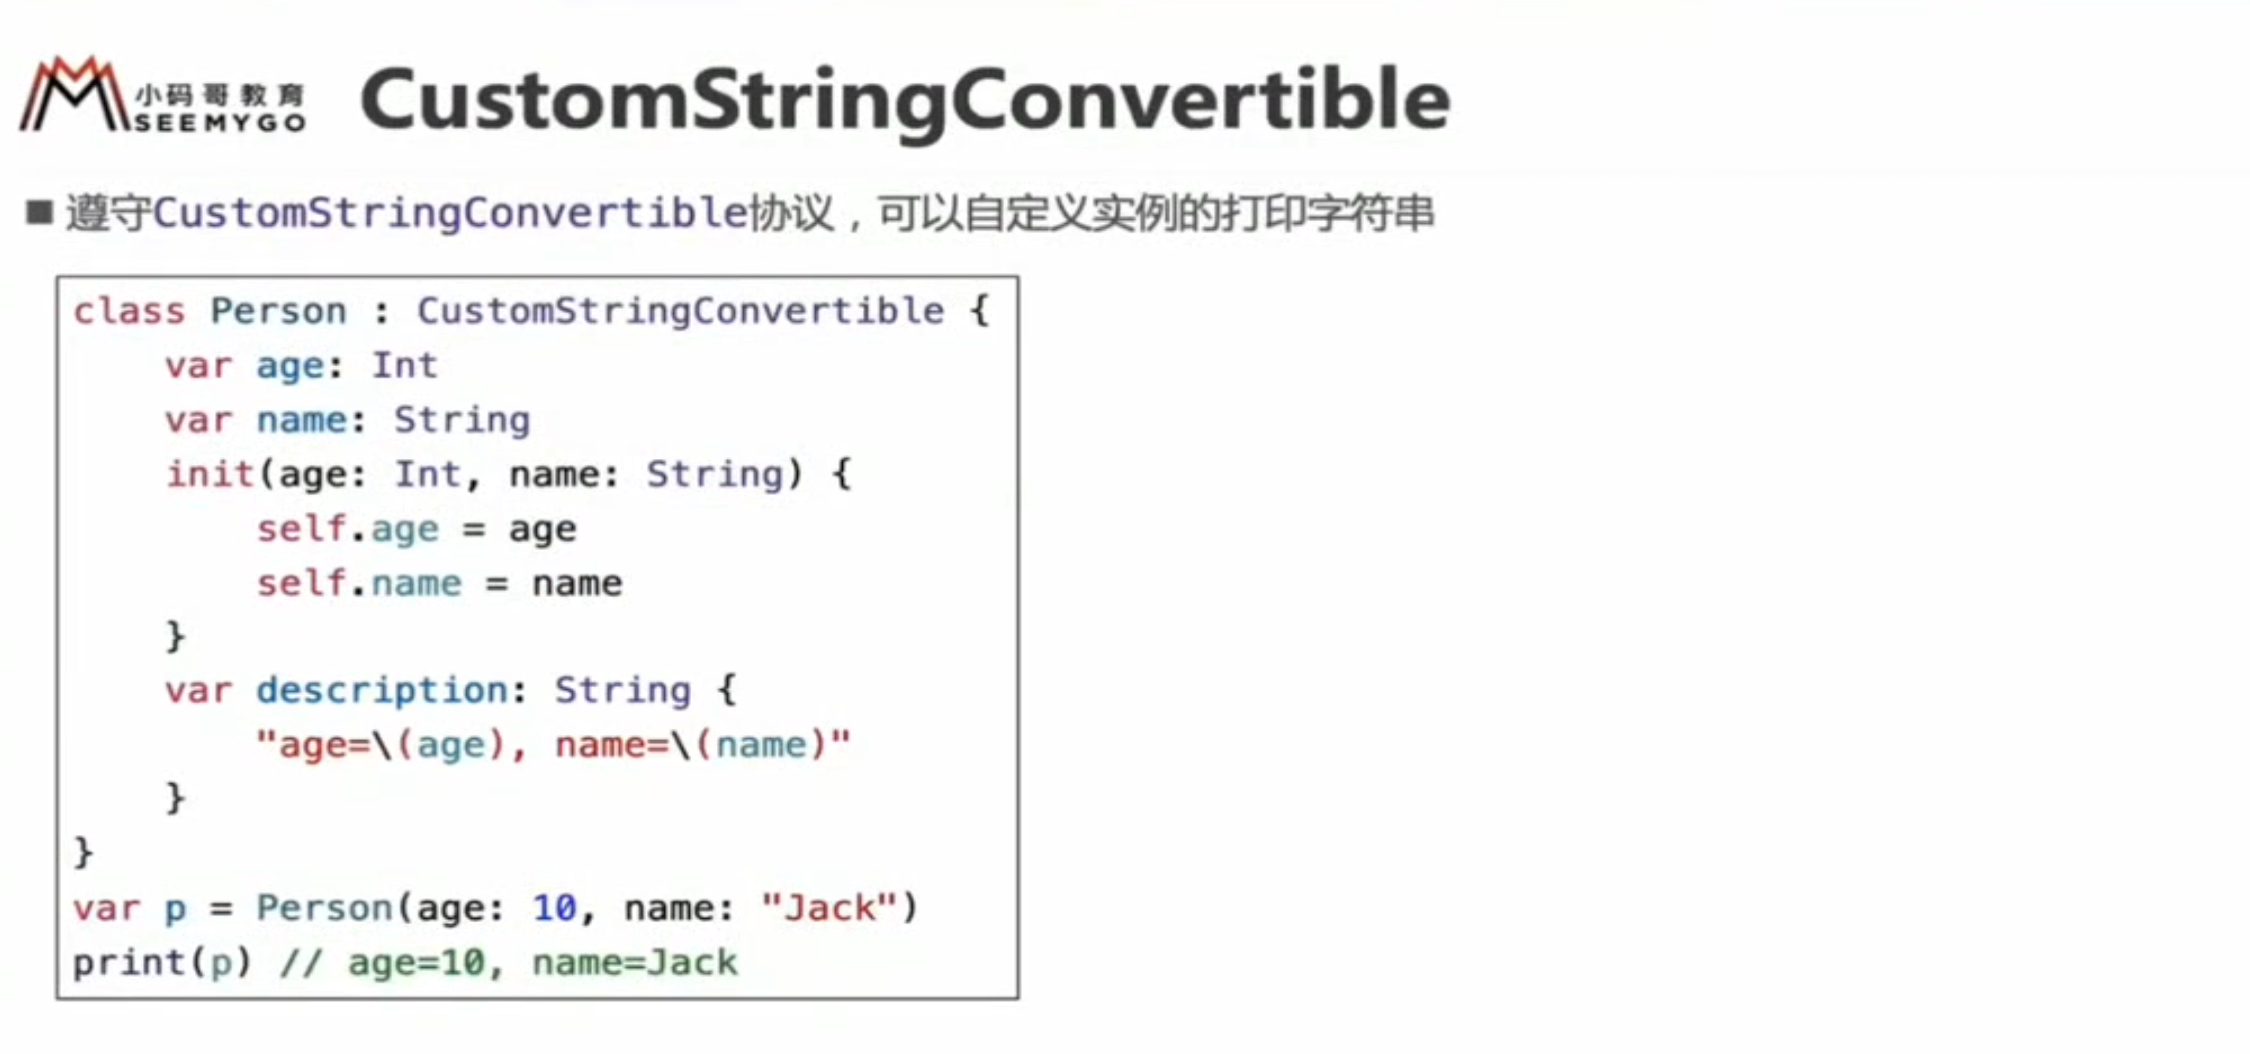 小码哥教育
SEEMYGO
CustomStringConvertible
■ 遵守CustomStringConvertible协议，可以自定义实例的打印字符串
class Person : CustomStringConvertible {
    var age: Int
    var name: String
    init(age: Int, name: String) {
        self.age = age
        self.name = name
    }
    var description: String {
        "age=\(age), name=\(name)"
    }
}
var p = Person(age: 10, name: "Jack")
print(p) // age=10, name=Jack